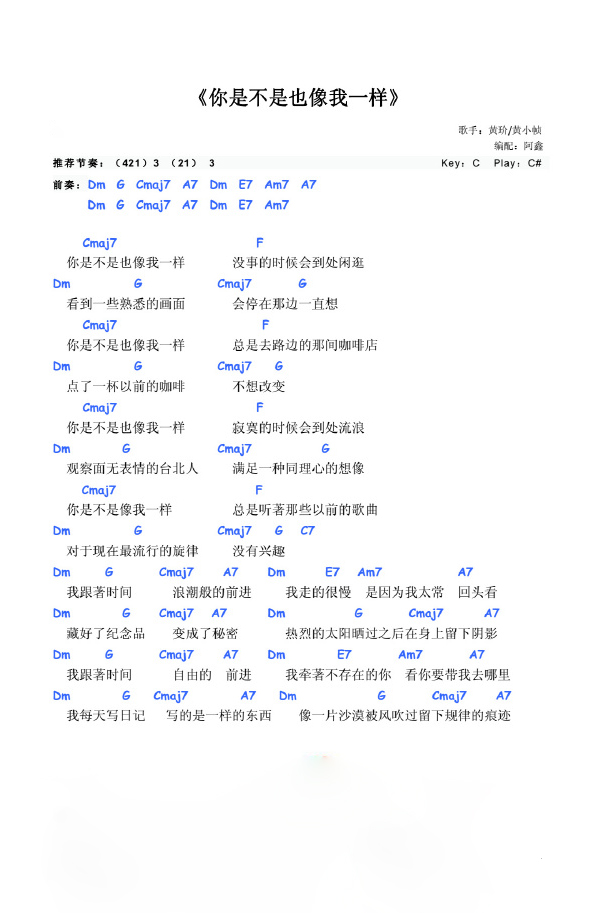 《你是不是也像我一样》
歌手：黄玠/黄小帧
编配：阿鑫
推荐节奏：（421）3 （21） 3 Key：C Play：C#
前奏：Dm G Cmaj7 A7 Dm E7 Am7 A7
Dm G Cmaj7 A7 Dm E7 Am7
Cmaj7 F
你是不是也像我一样 没事的时候会到处闲逛
Dm G Cmaj7 G
看到一些熟悉的画面 会停在那边一直想
Cmaj7 F
你是不是也像我一样 总是去路边的那间咖啡店
Dm G Cmaj7 G
点了一杯以前的咖啡 不想改变
Cmaj7 F
你是不是也像我一样 寂寞的时候会到处流浪
Dm G Cmaj7 G
观察面无表情的台北人 满足一种同理心的想像
Cmaj7 F
你是不是像我一样 总是听著那些以前的歌曲
Dm G Cmaj7 G C7
对于现在最流行的旋律 没有兴趣
Dm G Cmaj7 A7 Dm E7 Am7 A7
我跟著时间 浪潮般的前进 我走的很慢 是因为我太常 回头看
Dm G Cmaj7 A7 Dm G Cmaj7 A7
藏好了纪念品 变成了秘密 热烈的太阳晒过之后在身上留下阴影
Dm G Cmaj7 A7 Dm E7 Am7 A7
我跟著时间 自由的 前进 我牵著不存在的你 看你要带我去哪里
Dm G Cmaj7 A7 Dm G Cmaj7 A7
我每天写日记 写的是一样的东西 像一片沙漠被风吹过留下规律的痕迹